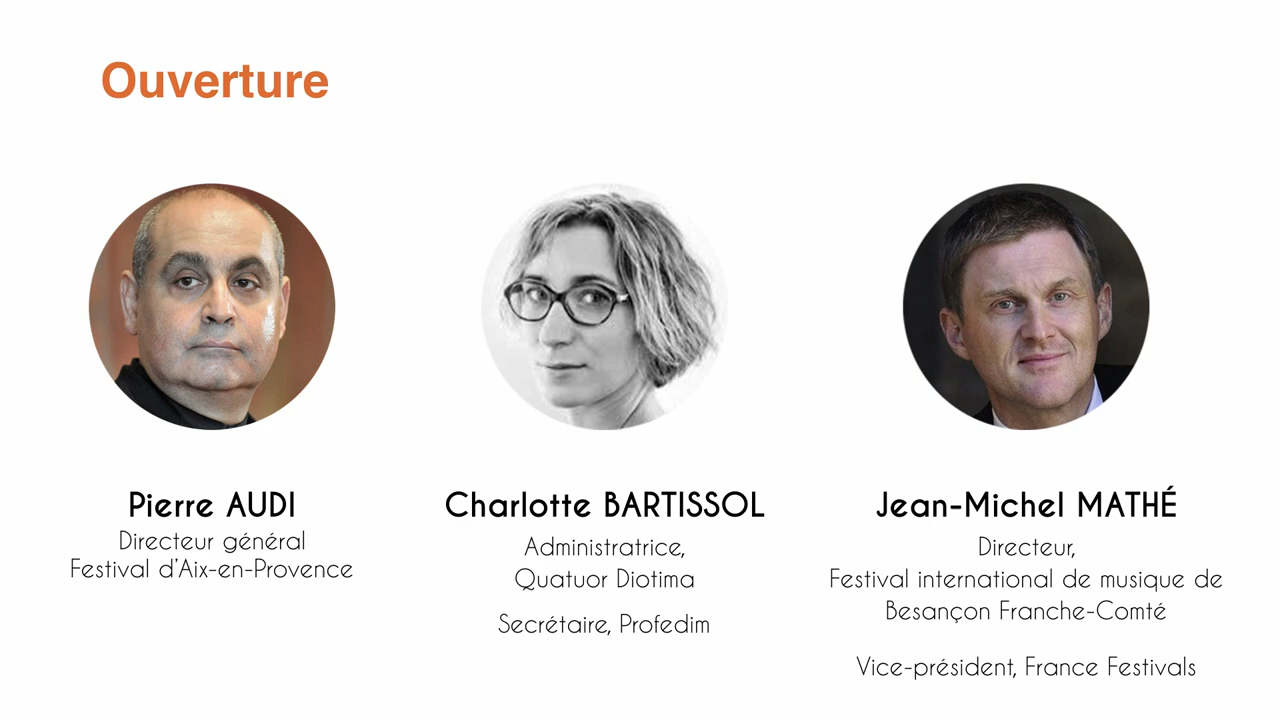 Ouverture
Pierre AUDI
Directeur général
Festival d'Aix-en-Provence
Charlotte BARTISSOL
Administratrice,
Quatuor Diotima
Secrétaire, Profedim
Jean-Michel MATHÉ
Directeur,
Festival international de musique de
Besançon Franche-Comté
Vice-président, France Festivals